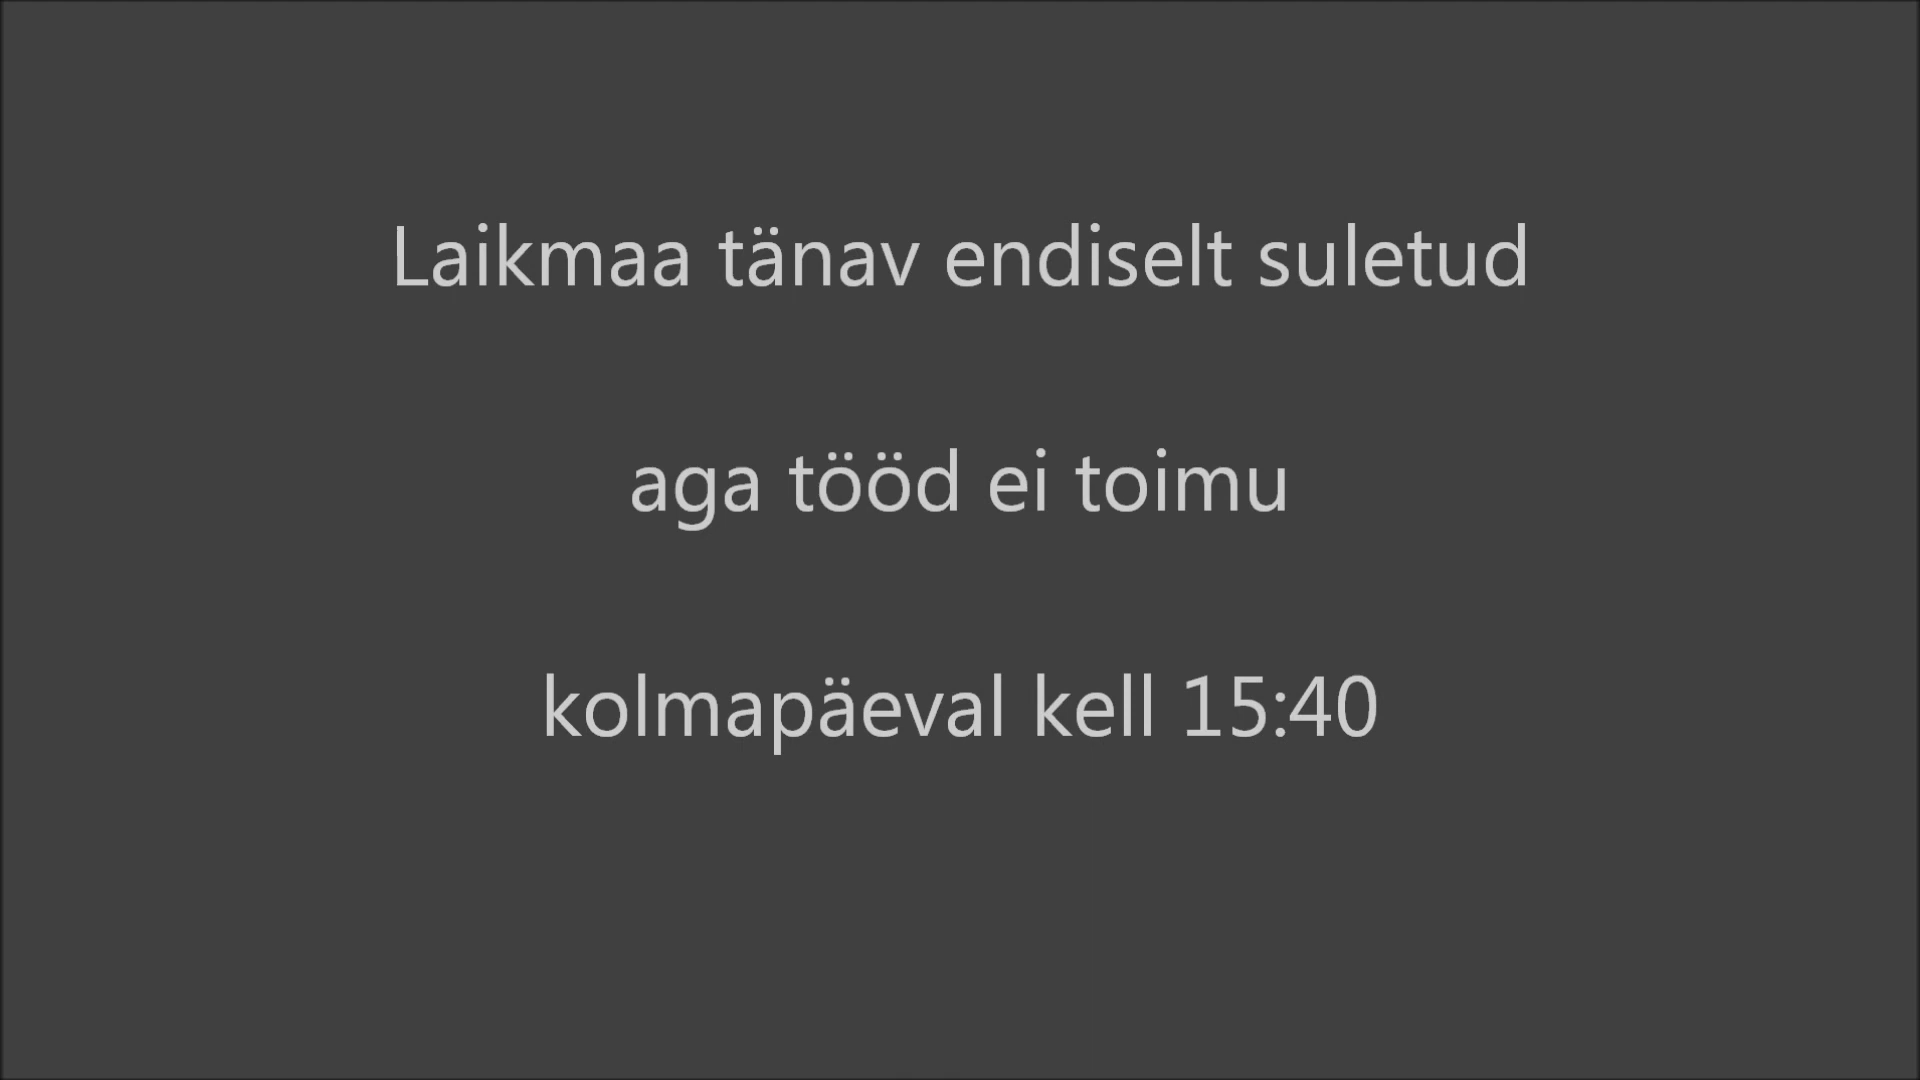 Laikmaa tänav endiselt suletud
aga tööd ei toimu
kolmapäeval kell 15:40